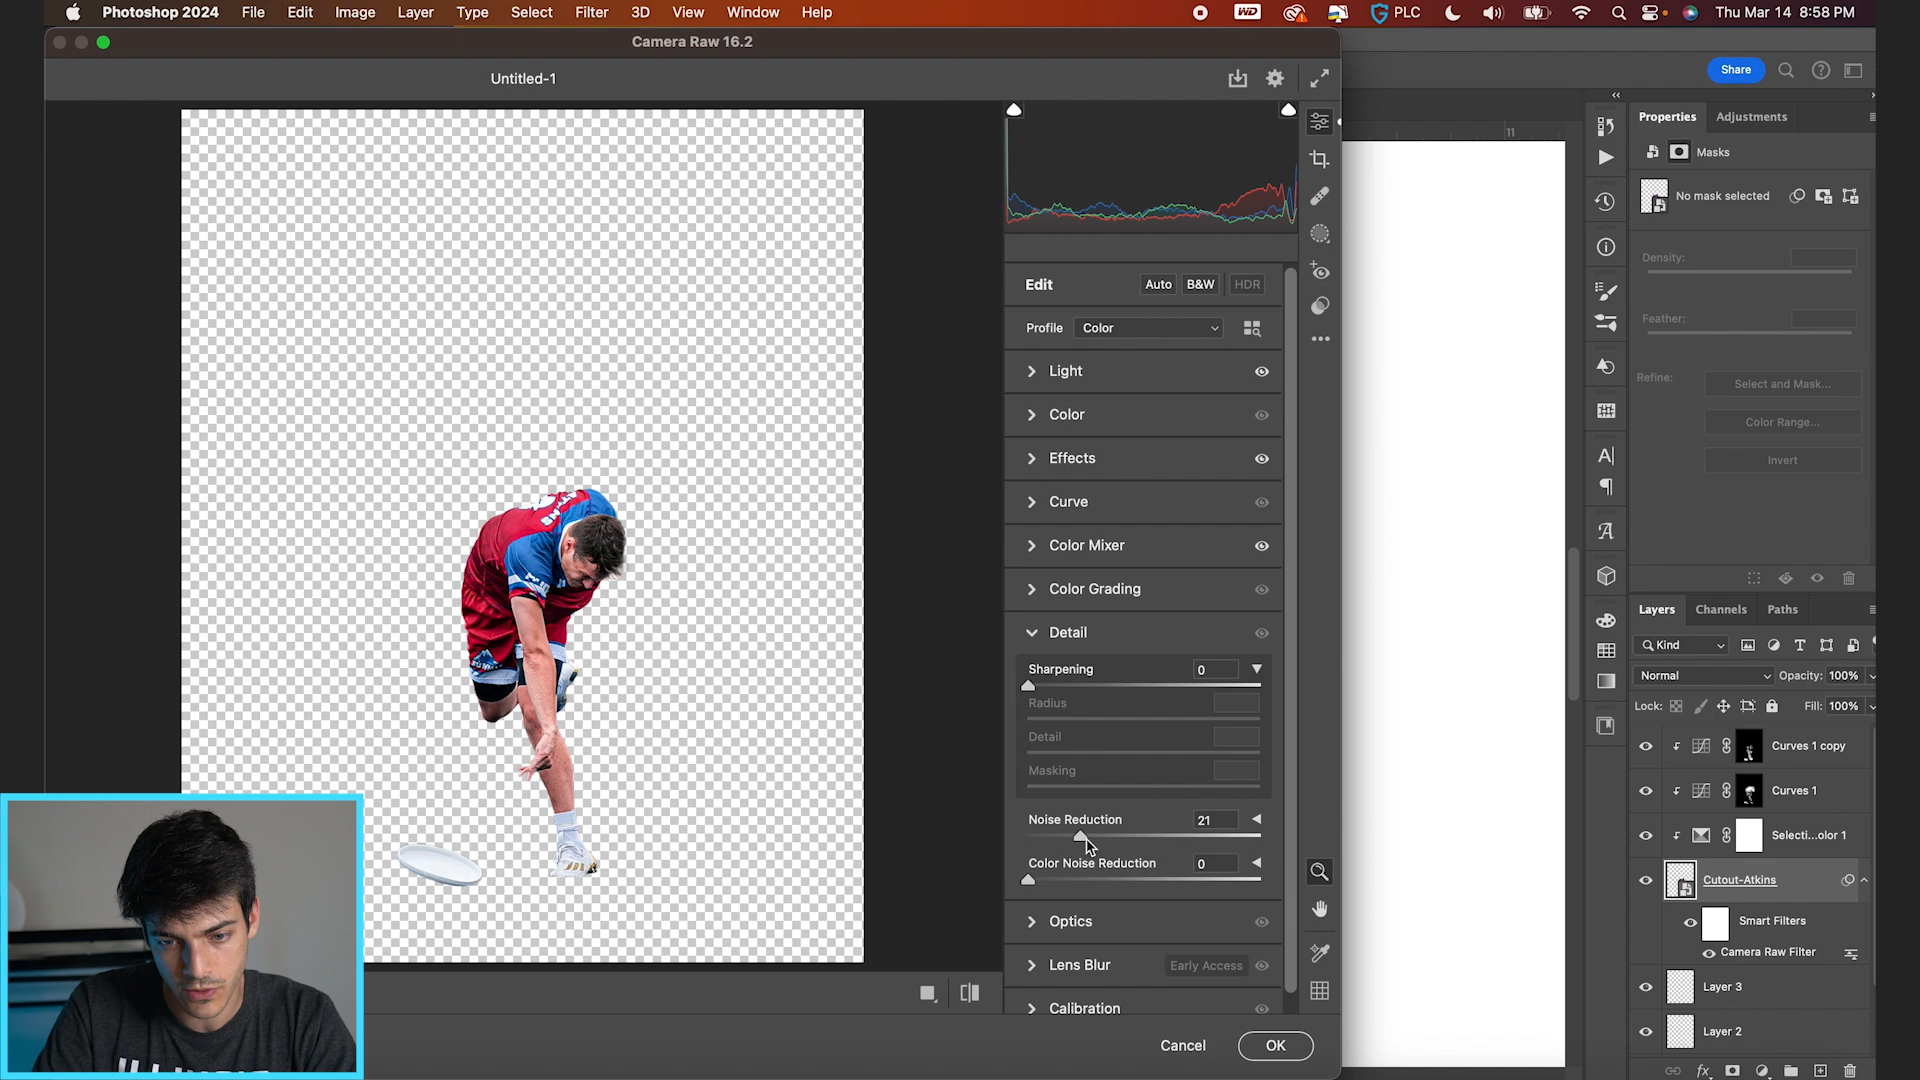 Photoshop 2024 File Edit Image Layer Type Select Filter 3D View Window Help
WD PLC Thu Mar 14 8:58 PM
Camera Raw 16.2
Untitled-1
Share
11
Edit Auto B&W HDR
Profile Color
Light
Color
Effects
Curve
Color Mixer
Color Grading
Detail
Sharpening 0
Radius
Detail
Masking
Noise Reduction 21
Color Noise Reduction 0
Optics
Lens Blur Early Access
Calibration
Cancel OK
Properties Adjustments
Masks
No mask selected
Density:
Feather:
Refine: Select and Mask...
Color Range...
Invert
Layers Channels Paths
Kind
Normal Opacity: 100%
Lock: Fill: 100%
Curves 1 copy
Curves 1
Selecti...olor 1
Cutout-Atkins
Smart Filters
Camera Raw Filter
Layer 3
Layer 2
fx